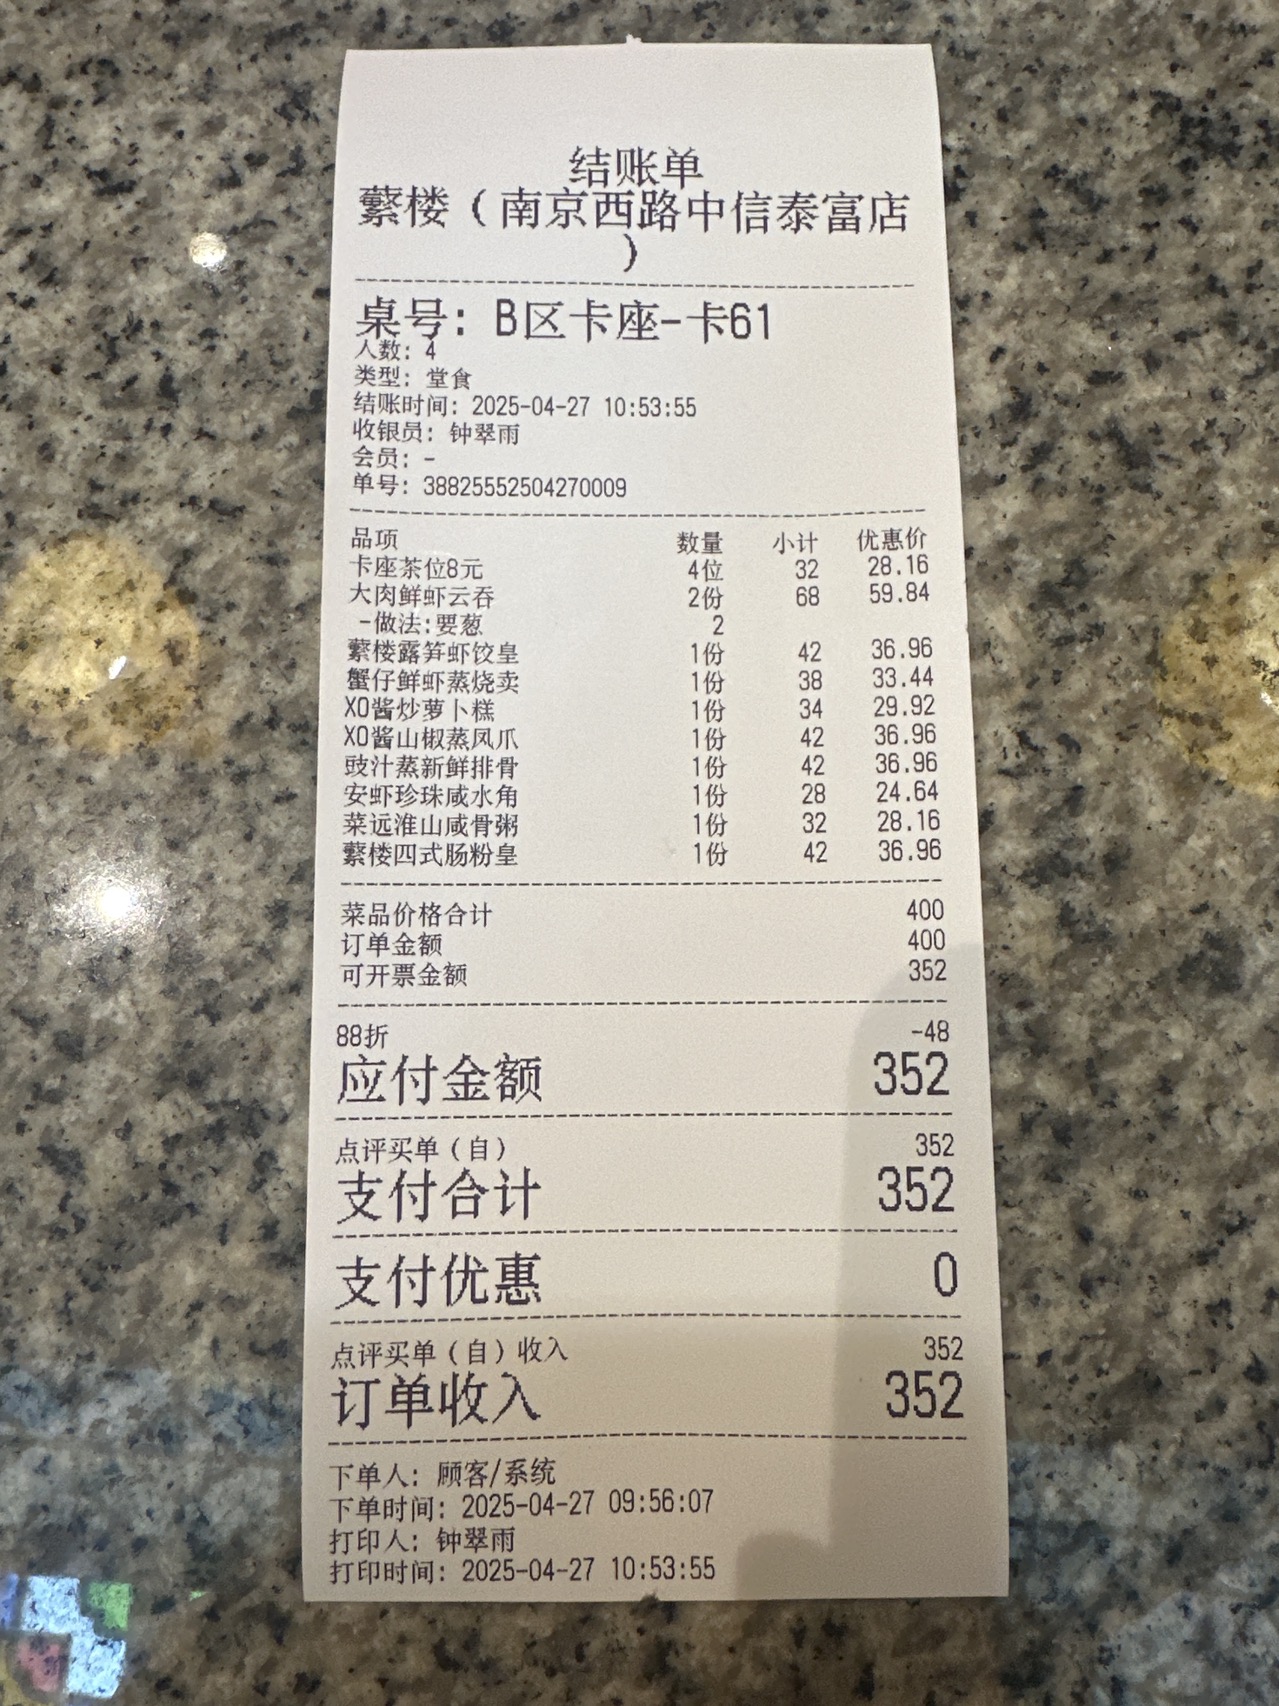 结账单
蘩楼（南京西路中信泰富店
）
桌号: B区卡座-卡61
人数: 4
类型: 堂食
结账时间: 2025-04-27 10:53:55
收银员: 钟翠雨
会员: -
单号: 38825552504270009
品项 数量 小计 优惠价
卡座茶位8元 4位 32 28.16
大肉鲜虾云吞 2份 68 59.84
-做法:要葱 2
蘩楼露笋虾饺皇 1份 42 36.96
蟹仔鲜虾蒸烧卖 1份 38 33.44
XO酱炒萝卜糕 1份 34 29.92
XO酱山椒蒸凤爪 1份 42 36.96
豉汁蒸新鲜排骨 1份 42 36.96
安虾珍珠咸水角 1份 28 24.64
菜远淮山咸骨粥 1份 32 28.16
蘩楼四式肠粉皇 1份 42 36.96
菜品价格合计 400
订单金额 400
可开票金额 352
88折 -48
应付金额 352
点评买单（自） 352
支付合计 352
支付优惠 0
点评买单（自）收入 352
订单收入 352
下单人: 顾客/系统
下单时间: 2025-04-27 09:56:07
打印人: 钟翠雨
打印时间: 2025-04-27 10:53:55